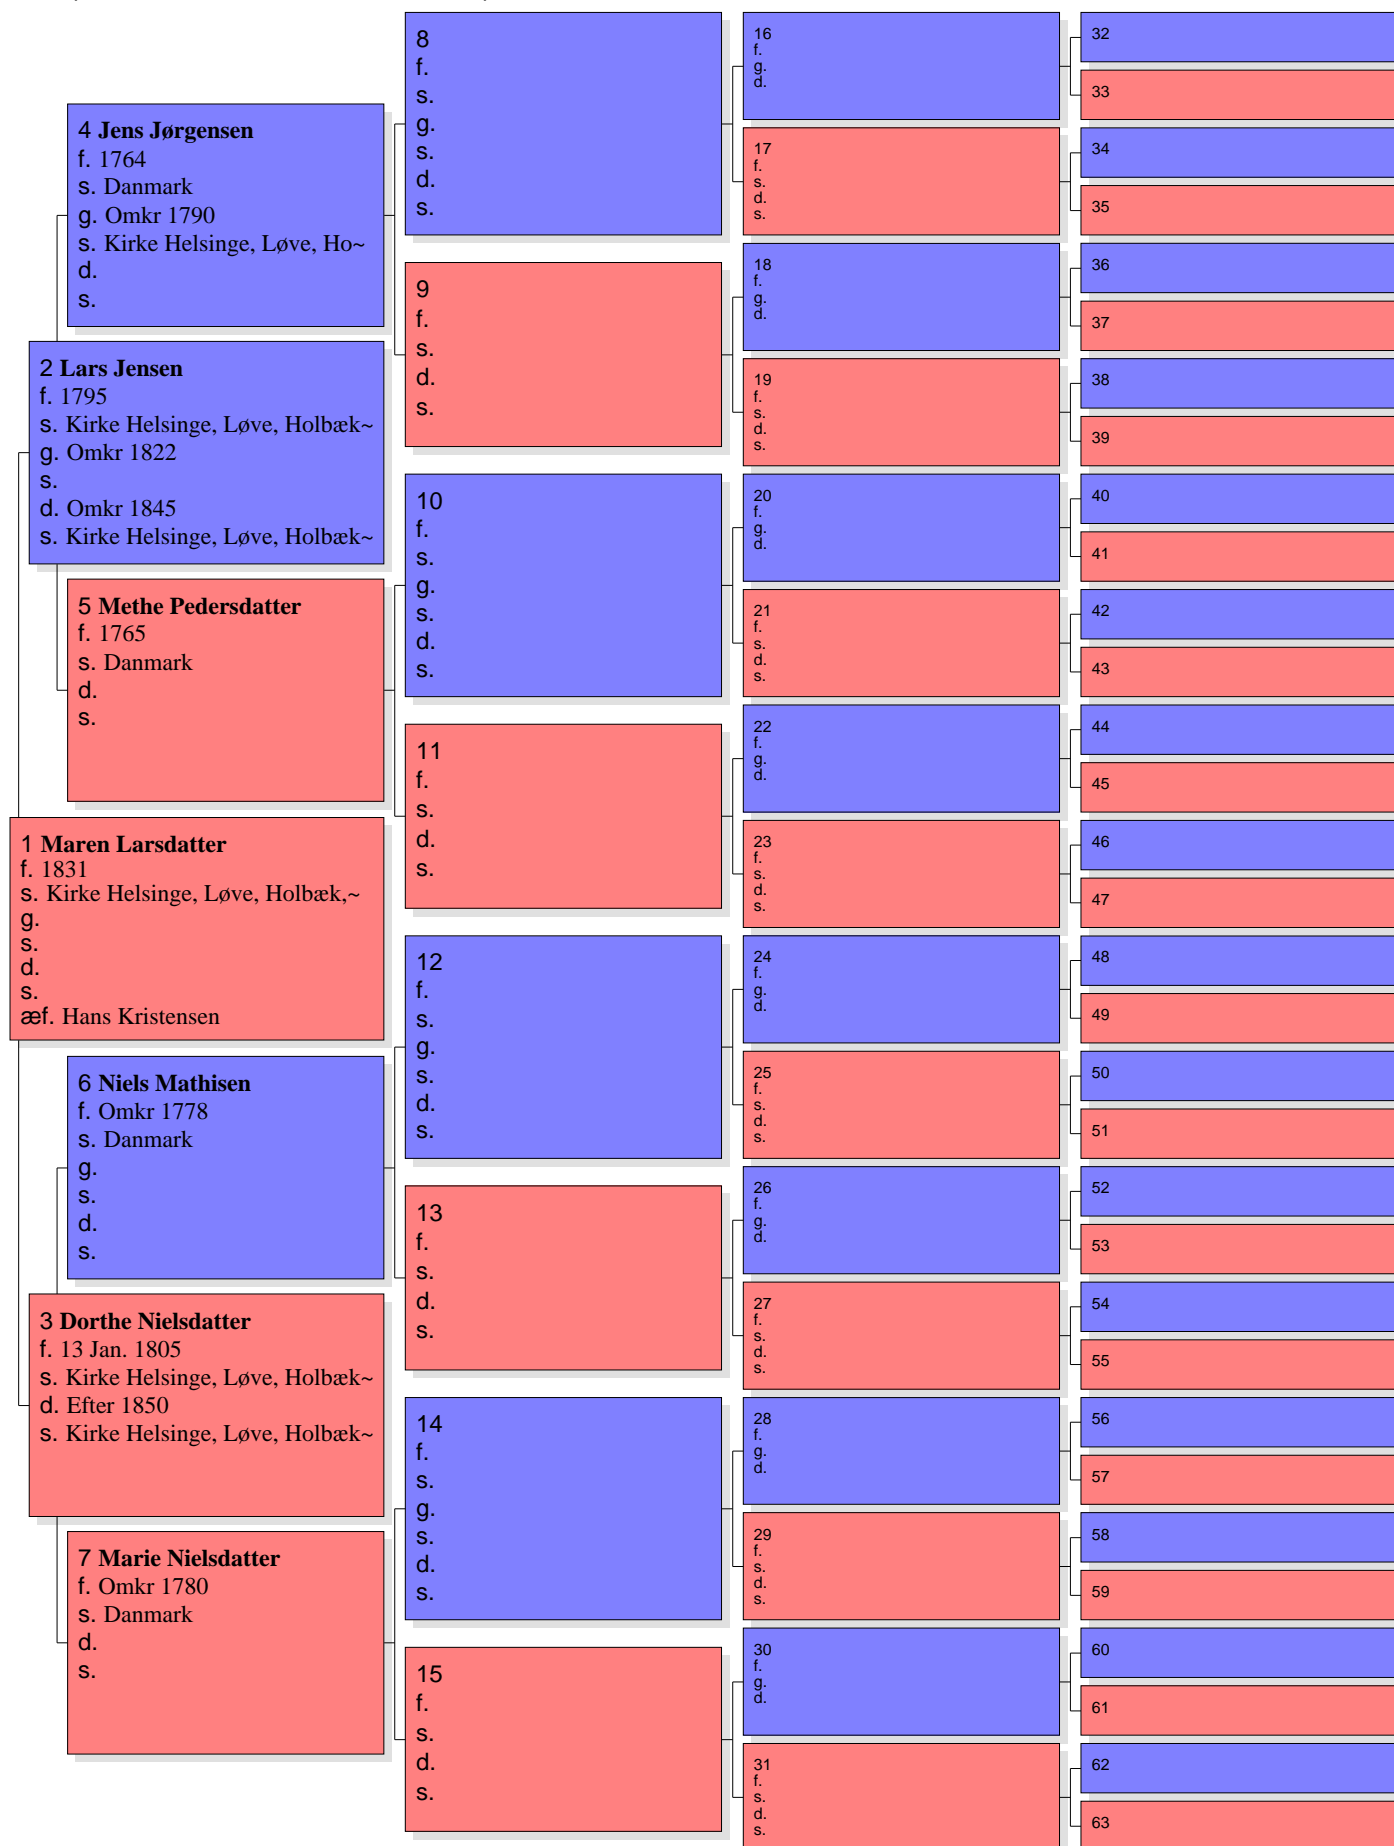 4 Jens Jørgensen
f. 1764
s. Danmark
g. Omkr 1790
s. Kirke Helsinge, Løve, Ho~
d.
s.
2 Lars Jensen
f. 1795
s. Kirke Helsinge, Løve, Holbæk~
g. Omkr 1822
s.
d. Omkr 1845
s. Kirke Helsinge, Løve, Holbæk~
5 Methe Pedersdatter
f. 1765
s. Danmark
d.
s.
1 Maren Larsdatter
f. 1831
s. Kirke Helsinge, Løve, Holbæk,~
g.
s.
d.
s.
æf. Hans Kristensen
6 Niels Mathisen
f. Omkr 1778
s. Danmark
g.
s.
d.
s.
3 Dorthe Nielsdatter
f. 13 Jan. 1805
s. Kirke Helsinge, Løve, Holbæk~
d. Efter 1850
s. Kirke Helsinge, Løve, Holbæk~
7 Marie Nielsdatter
f. Omkr 1780
s. Danmark
d.
s.
8
f.
s.
g.
s.
d.
s.
9
f.
s.
d.
s.
10
f.
s.
g.
s.
d.
s.
11
f.
s.
d.
s.
12
f.
s.
g.
s.
d.
s.
13
f.
s.
d.
s.
14
f.
s.
g.
s.
d.
s.
15
f.
s.
d.
s.
16
f.
g.
d.
17
f.
s.
d.
s.
18
f.
g.
d.
19
f.
s.
d.
s.
20
f.
g.
d.
21
f.
s.
d.
s.
22
f.
g.
d.
23
f.
s.
d.
s.
24
f.
g.
d.
25
f.
s.
d.
s.
26
f.
g.
d.
27
f.
s.
d.
s.
28
f.
g.
d.
29
f.
s.
d.
s.
30
f.
g.
d.
31
f.
s.
d.
s.
32
33
34
35
36
37
38
39
40
41
42
43
44
45
46
47
48
49
50
51
52
53
54
55
56
57
58
59
60
61
62
63